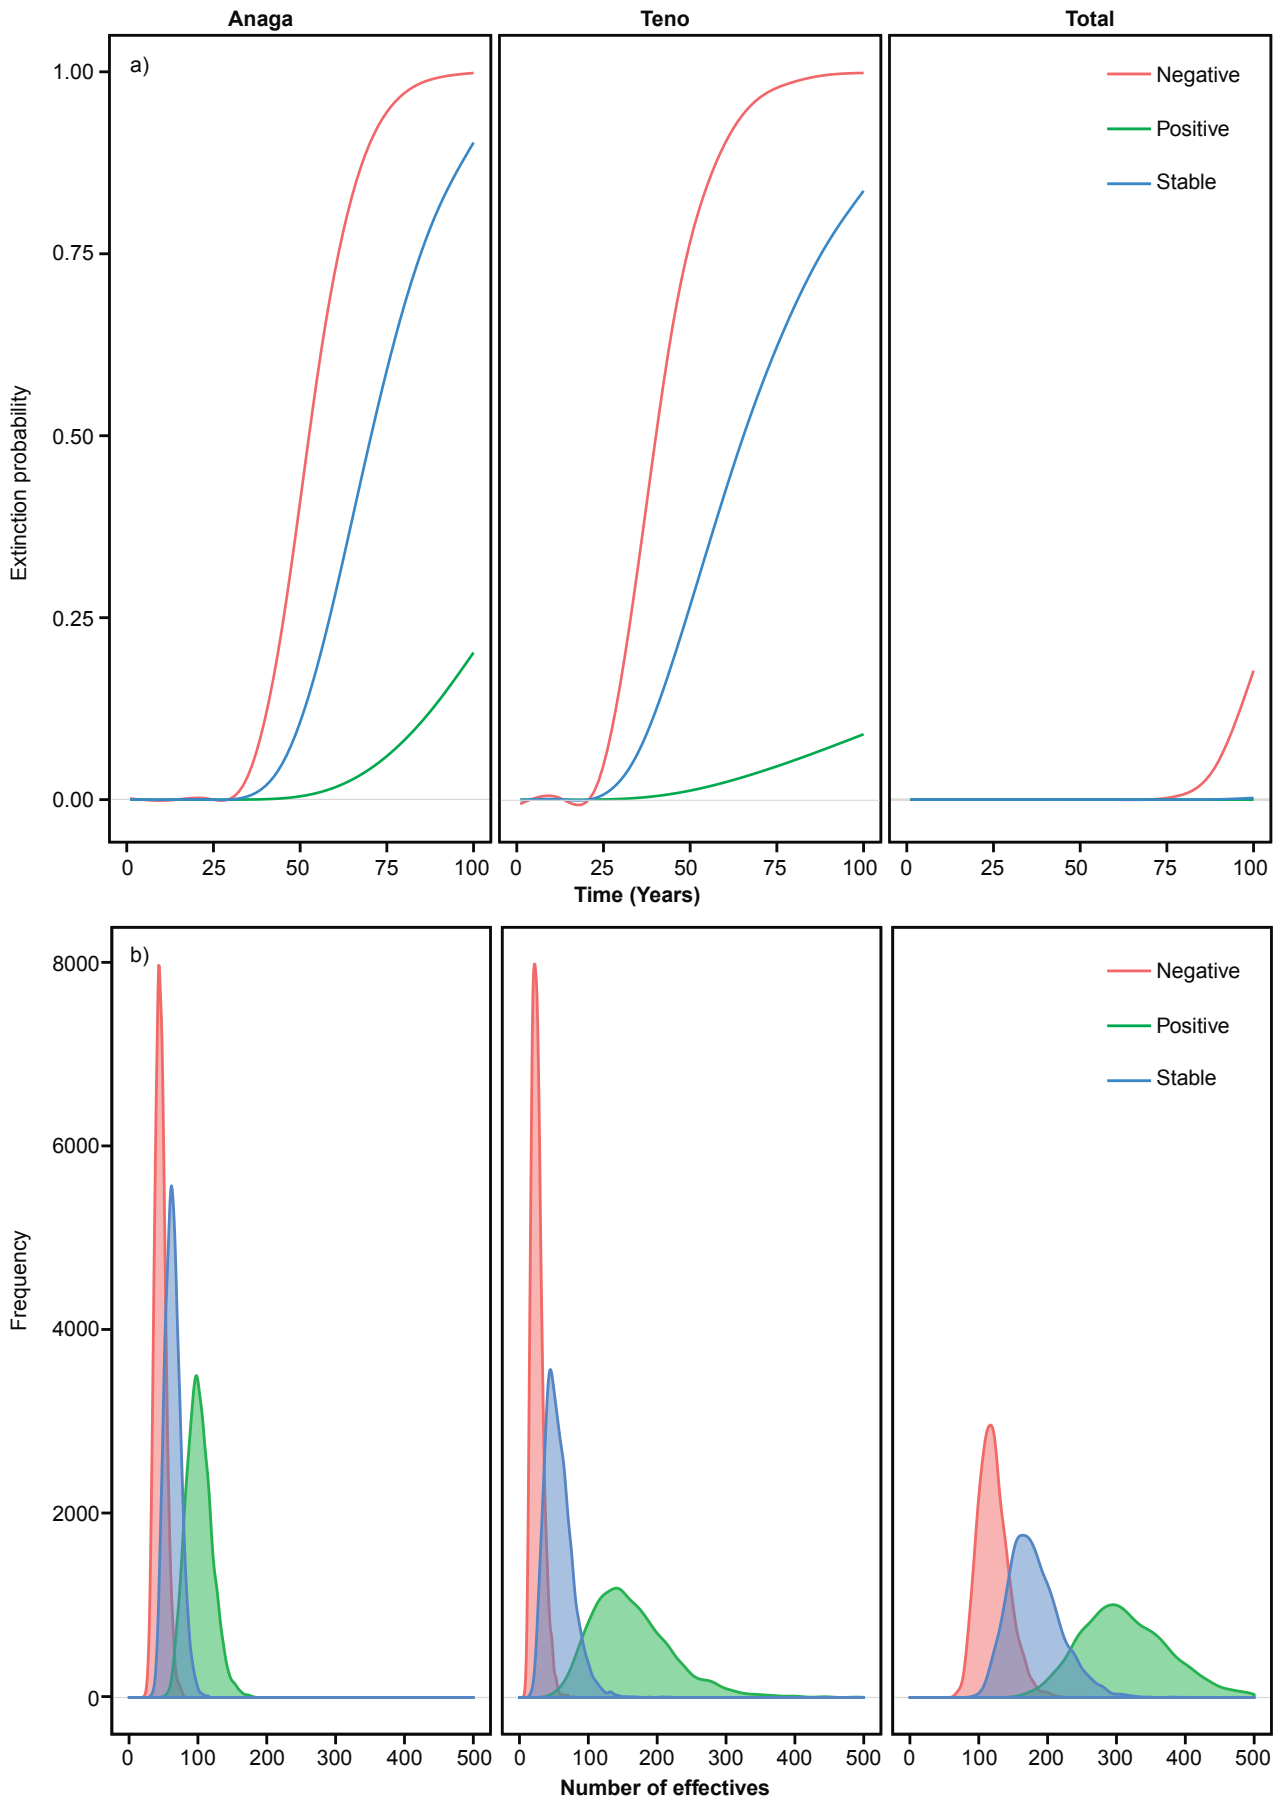 Anaga Teno Total
a)
Negative
Positive
Stable
1.00
0.75
0.50
0.25
0.00
Extinction probability
0 25 50 75 100 0 25 50 75 100 0 25 50 75 100
Time (Years)
b)
Negative
Positive
Stable
8000
6000
4000
2000
0
Frequency
0 100 200 300 400 500 0 100 200 300 400 500 0 100 200 300 400 500
Number of effectives